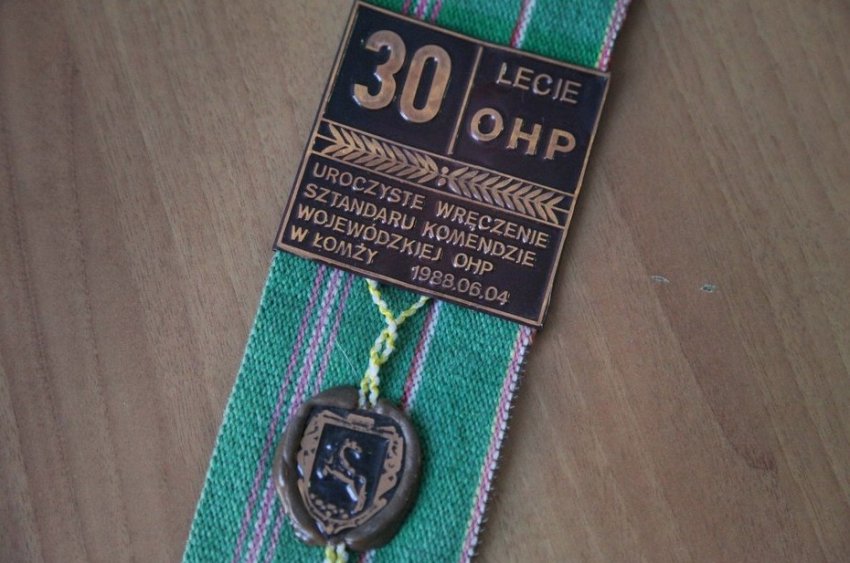 30 LECIE
OHP
UROCZYSTE WRĘCZENIE
SZTANDARU KOMENDZIE
WOJEWÓDZKIEJ OHP
W ŁOMŻY 1988.06.04